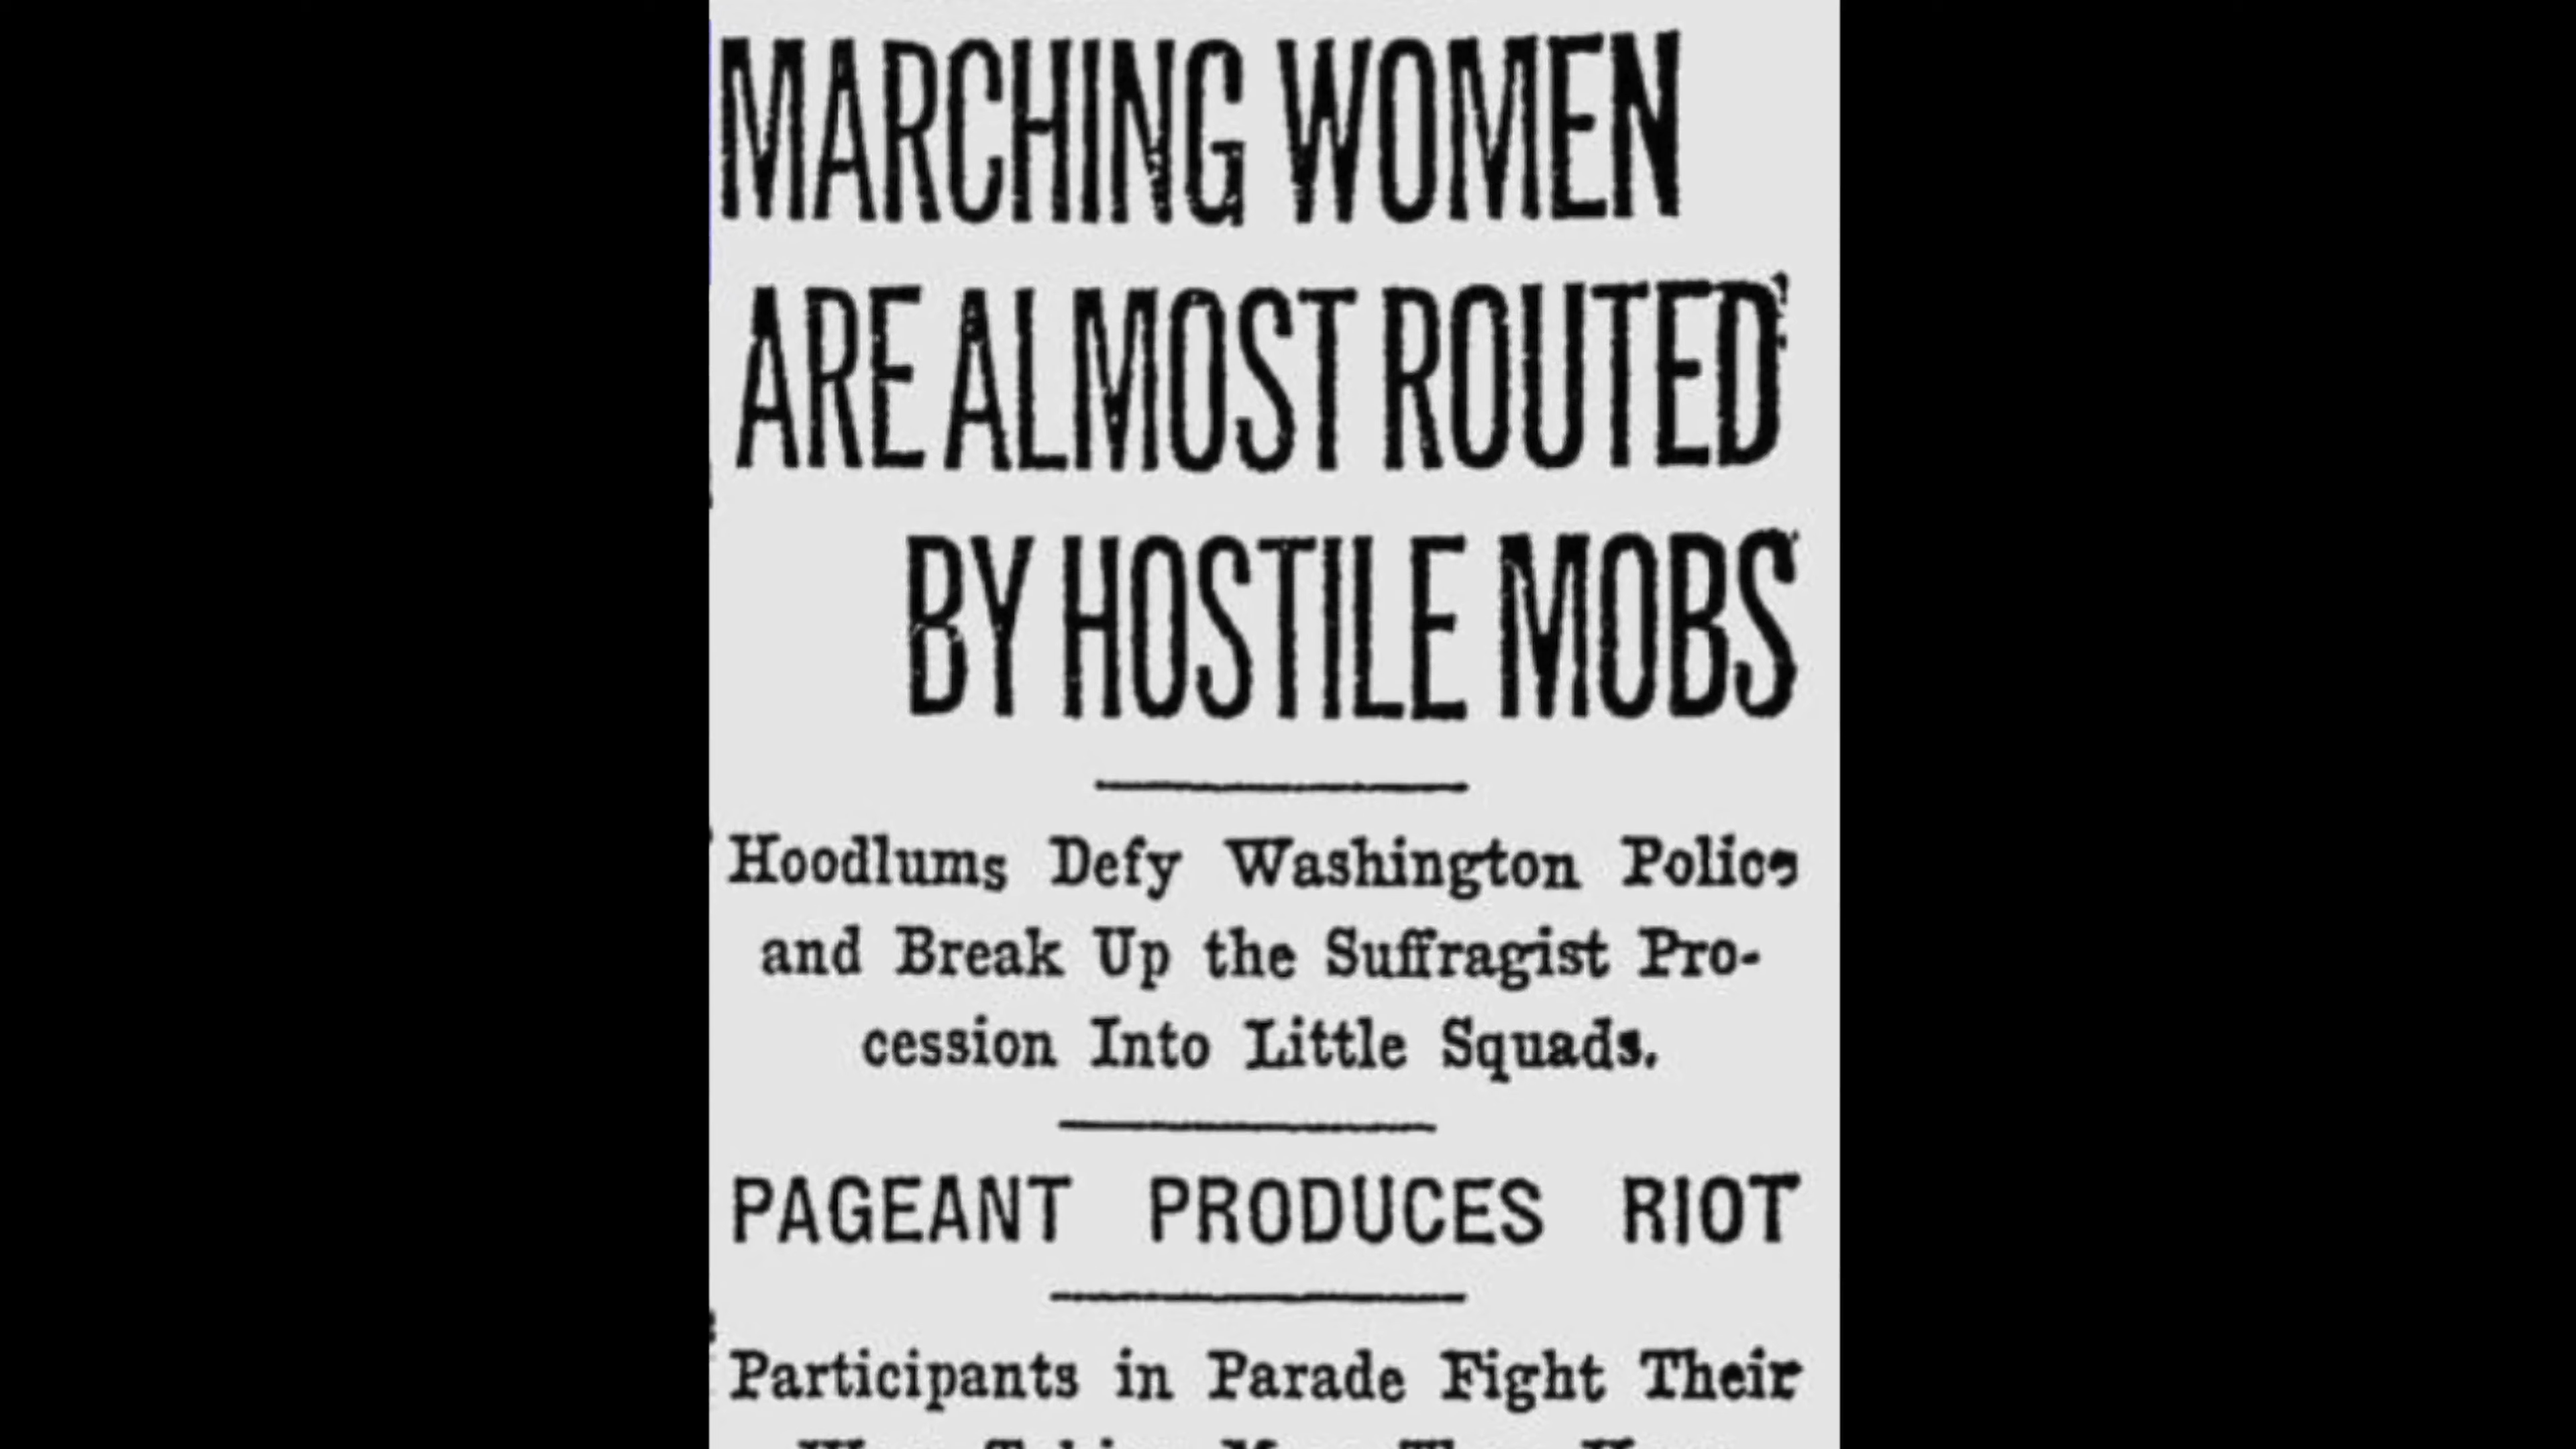 MARCHING WOMEN
ARE ALMOST ROUTED
BY HOSTILE MOBS
Hoodlums Defy Washington Police
and Break Up the Suffragist Pro-
cession Into Little Squads.
PAGEANT PRODUCES RIOT
Participants in Parade Fight Their